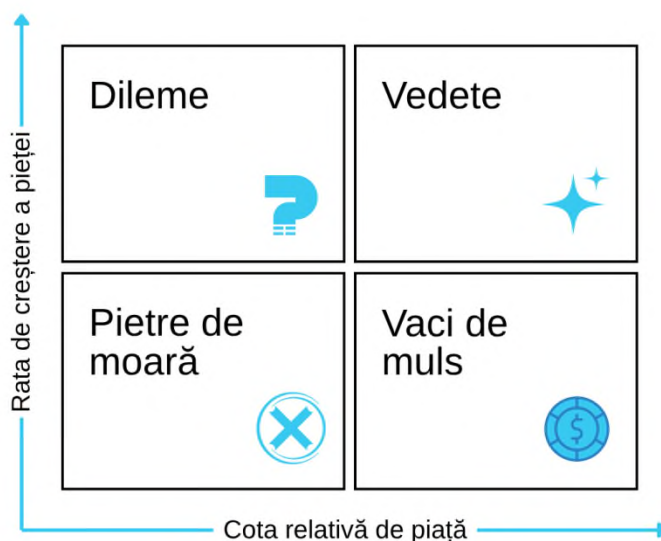 Dileme
Vedete
Rata de creștere a pieței
Pietre de
moară
Vaci de
muls
$
Cota relativă de piață